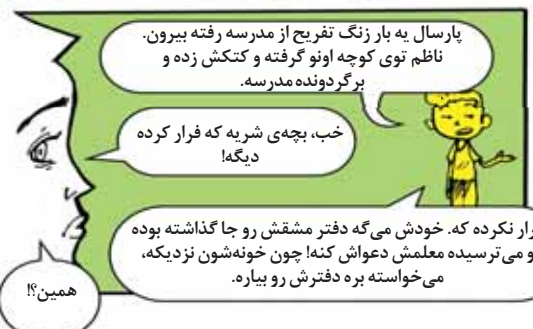 پارسال یه بار زنگ تفریح از مدرسه رفته بیرون.
ناظم توی کوچه اونو گرفته و کتکش زده و
برگردونده مدرسه.
خب، بچه‌ی شریه که فرار کرده
دیگه!
رار نکرده که. خودش می‌گه دفتر مشقش رو جا گذاشته بوده
و می‌ترسیده معلمش دعواش کنه! چون خونه‌شون نزدیکه،
می‌خواسته بره دفترش رو بیاره.
همین؟!